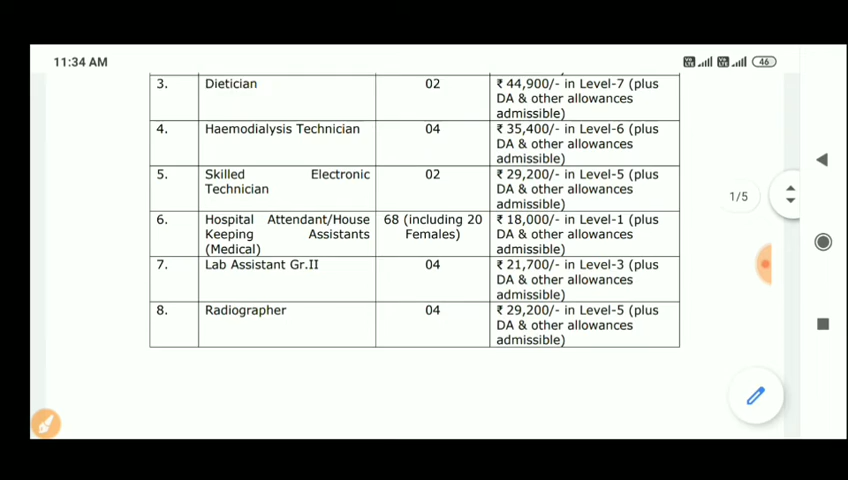 11:34 AM
46
3. Dietician 02 ₹ 44,900/- in Level-7 (plus
DA & other allowances
admissible)
4. Haemodialysis Technician 04 ₹ 35,400/- in Level-6 (plus
DA & other allowances
admissible)
5. Skilled Electronic 02 ₹ 29,200/- in Level-5 (plus
Technician DA & other allowances
admissible)
6. Hospital Attendant/House 68 (including 20 ₹ 18,000/- in Level-1 (plus
Keeping Assistants Females) DA & other allowances
(Medical) admissible)
7. Lab Assistant Gr.II 04 ₹ 21,700/- in Level-3 (plus
DA & other allowances
admissible)
8. Radiographer 04 ₹ 29,200/- in Level-5 (plus
DA & other allowances
admissible)
1/5